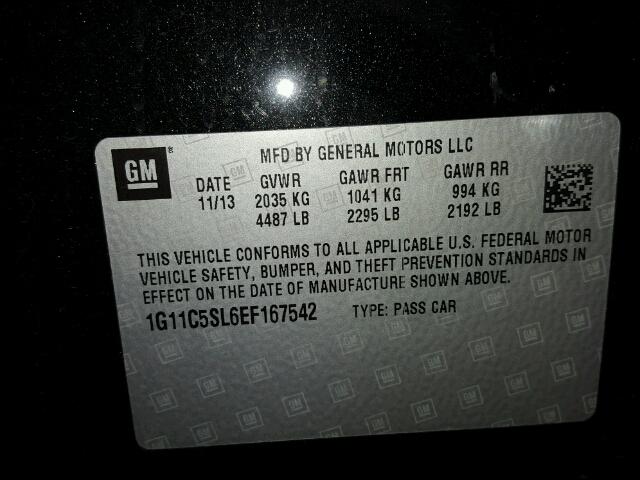 GM
MFD BY GENERAL MOTORS LLC
DATE GVWR GAWR FRT GAWR RR
11/13 2035 KG 1041 KG 994 KG
4487 LB 2295 LB 2192 LB
THIS VEHICLE CONFORMS TO ALL APPLICABLE U.S. FEDERAL MOTOR
VEHICLE SAFETY, BUMPER, AND THEFT PREVENTION STANDARDS IN
EFFECT ON THE DATE OF MANUFACTURE SHOWN ABOVE.
1G11C5SL6EF167542 TYPE: PASS CAR